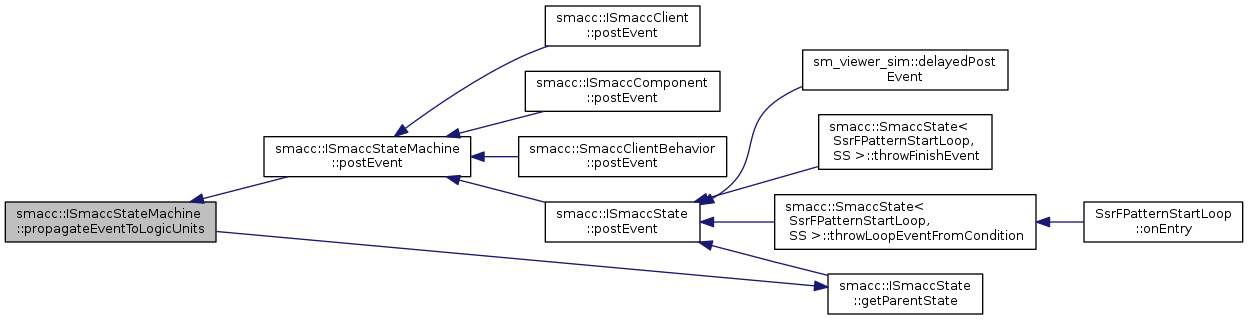 smacc::ISmaccClient
::postEvent
sm_viewer_sim::delayedPost
Event
smacc::ISmaccComponent
::postEvent
smacc::SmaccState<
SsrFPatternStartLoop,
SS >::throwFinishEvent
smacc::ISmaccStateMachine
::postEvent
smacc::SmaccClientBehavior
::postEvent
smacc::ISmaccStateMachine
::propagateEventToLogicUnits
smacc::ISmaccState
::postEvent
smacc::SmaccState<
SsrFPatternStartLoop,
SS >::throwLoopEventFromCondition
SsrFPatternStartLoop
::onEntry
smacc::ISmaccState
::getParentState